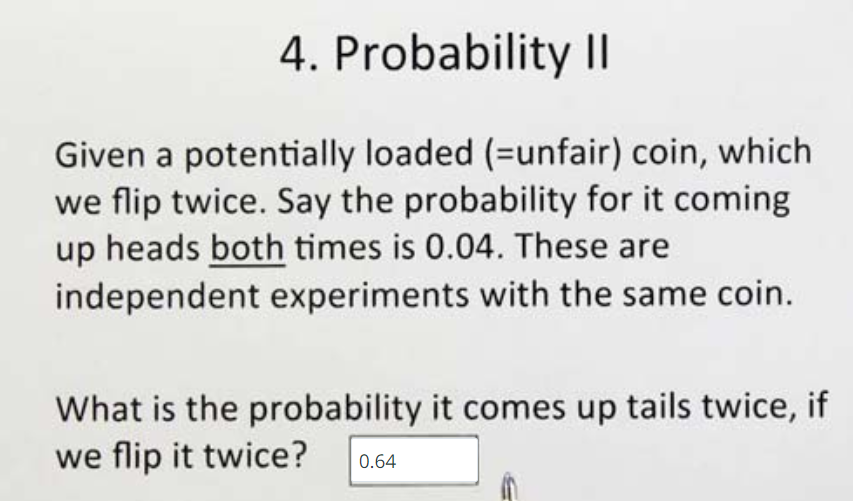 4. Probability II
Given a potentially loaded (=unfair) coin, which
we flip twice. Say the probability for it coming
up heads both times is 0.04. These are
independent experiments with the same coin.
What is the probability it comes up tails twice, if
we flip it twice? 0.64